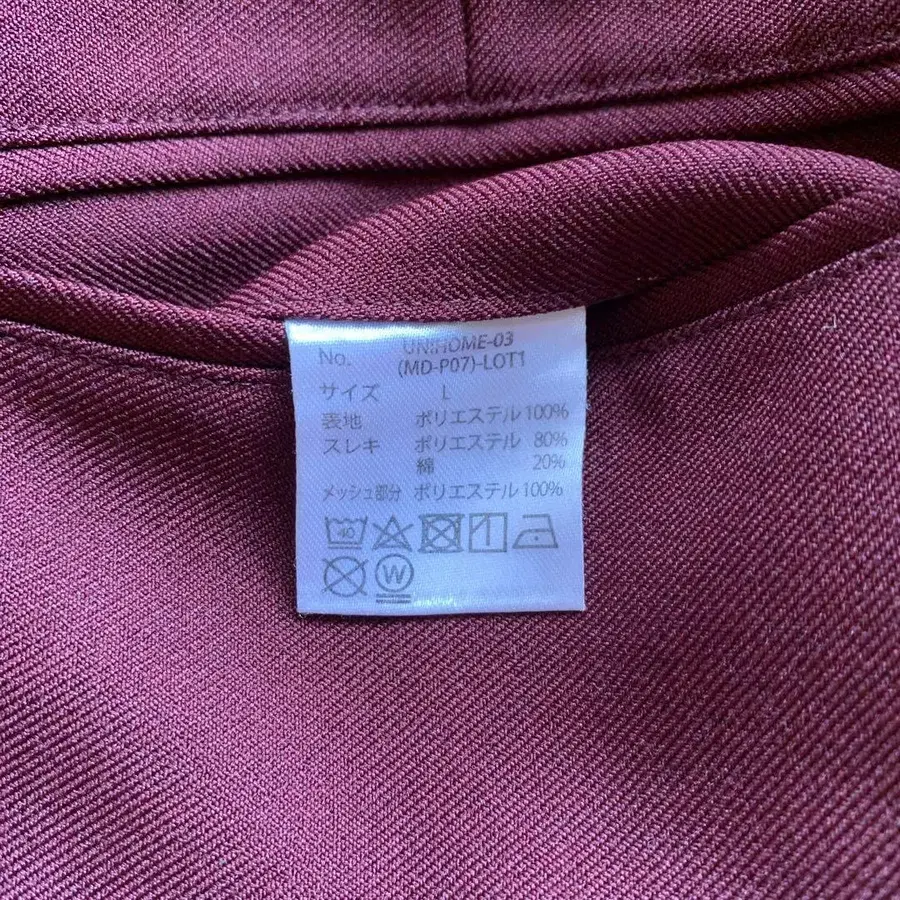 No. UNIHOME-03
(MD-P07)-LOT1
サイズ L
表地 ポリエステル100%
スレキ ポリエステル 80%
綿 20%
メッシュ部分 ポリエステル100%
40
W